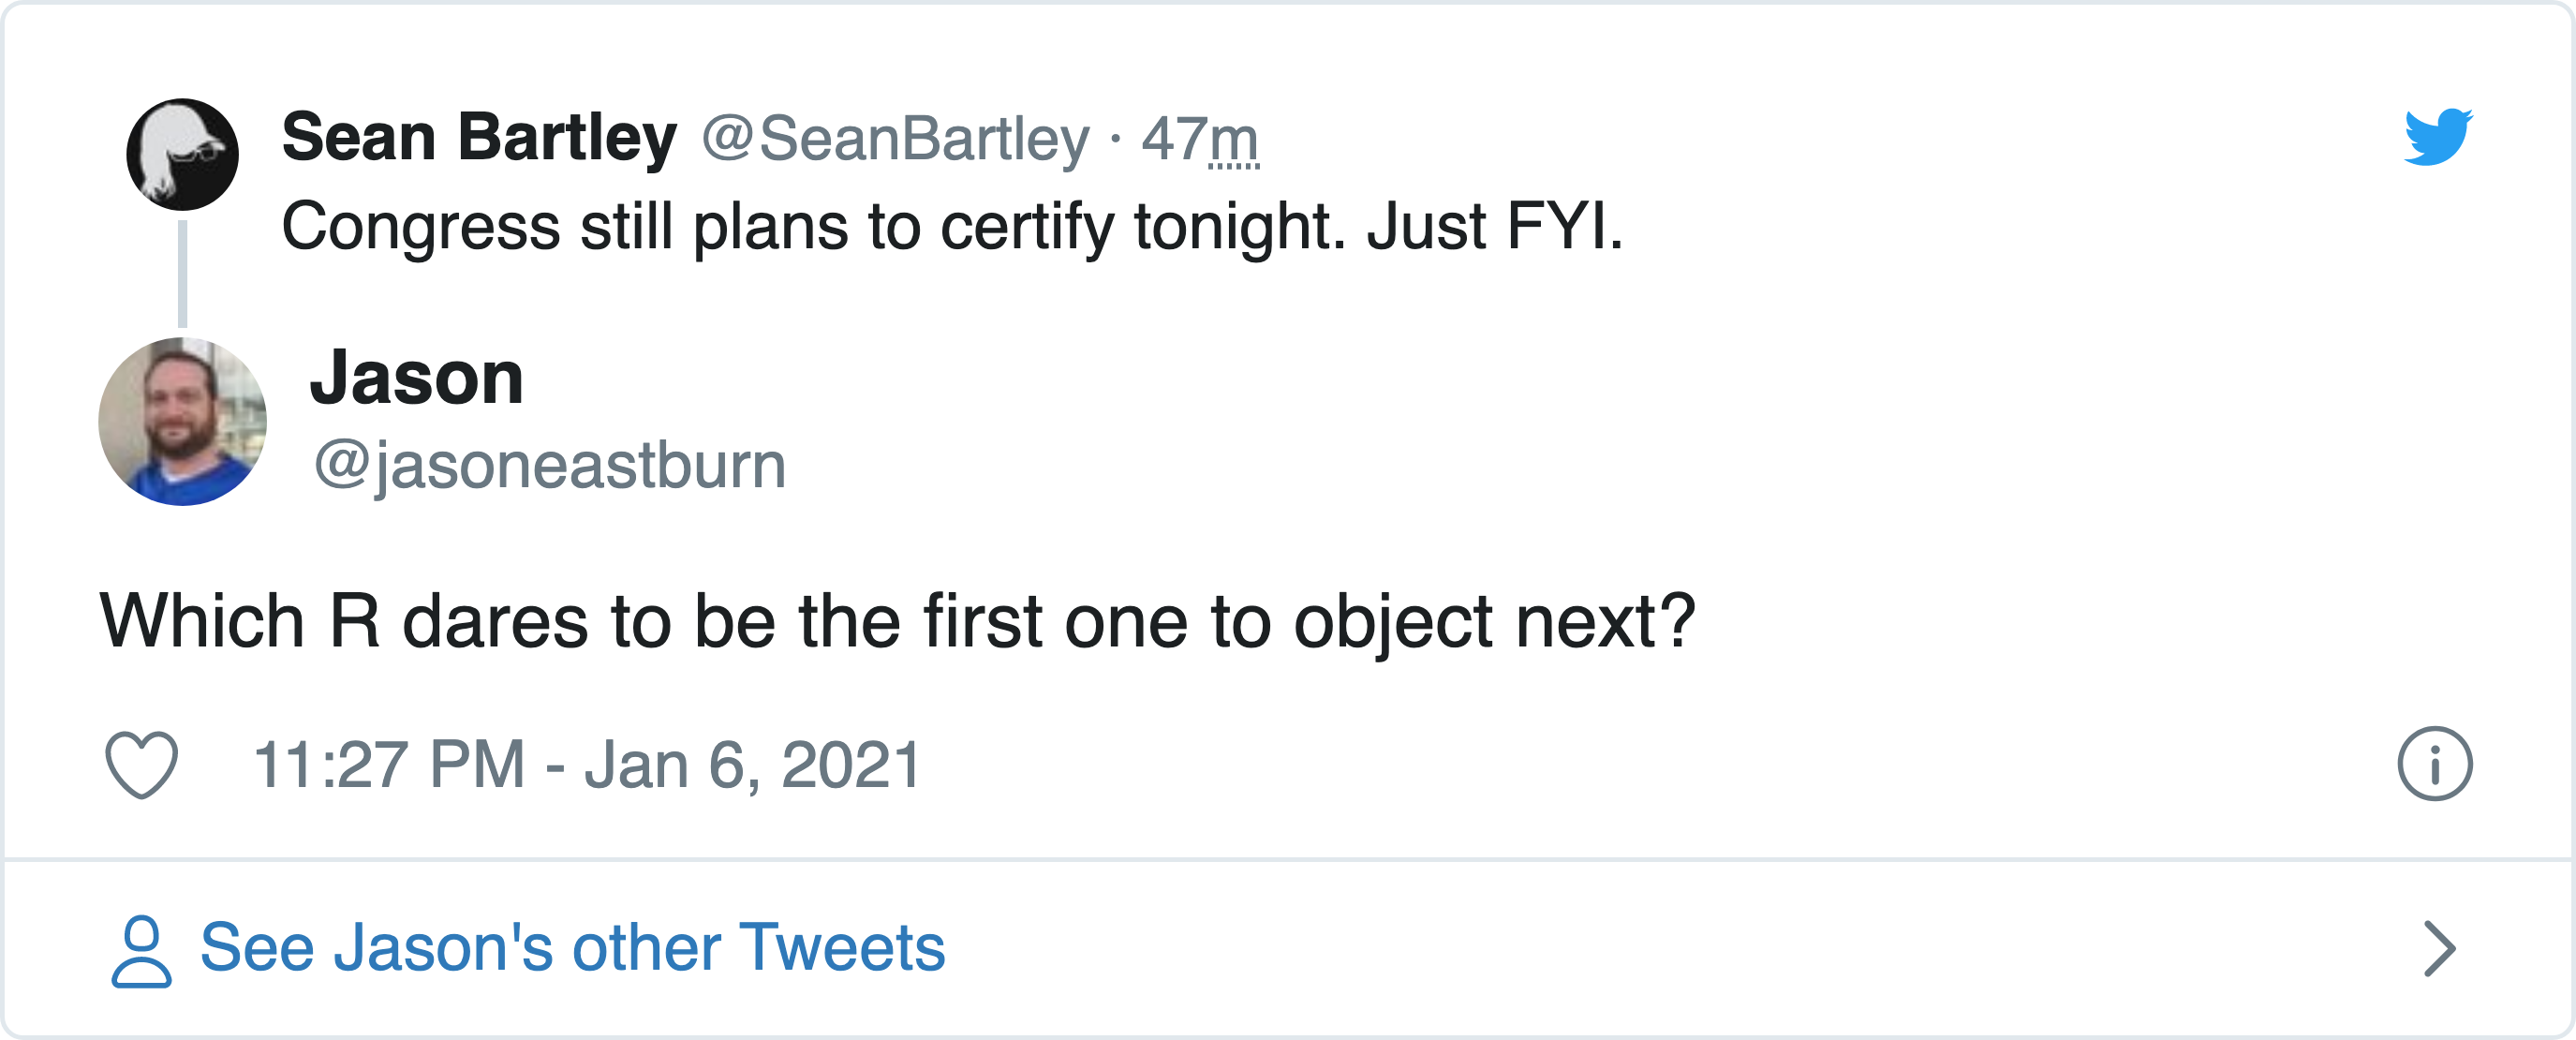 Sean Bartley @SeanBartley · 47m
Congress still plans to certify tonight. Just FYI.
Jason
@jasoneastburn
Which R dares to be the first one to object next?
11:27 PM - Jan 6, 2021
See Jason's other Tweets